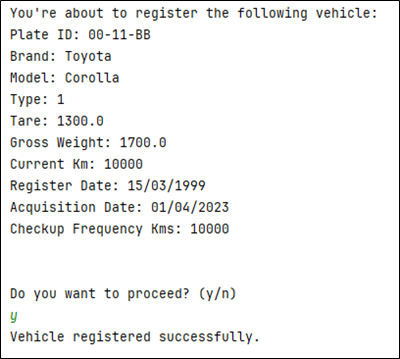 You're about to register the following vehicle:
Plate ID: 00-11-BB
Brand: Toyota
Model: Corolla
Type: 1
Tare: 1300.0
Gross Weight: 1700.0
Current Km: 10000
Register Date: 15/03/1999
Acquisition Date: 01/04/2023
Checkup Frequency Kms: 10000
Do you want to proceed? (y/n)
y
Vehicle registered successfully.